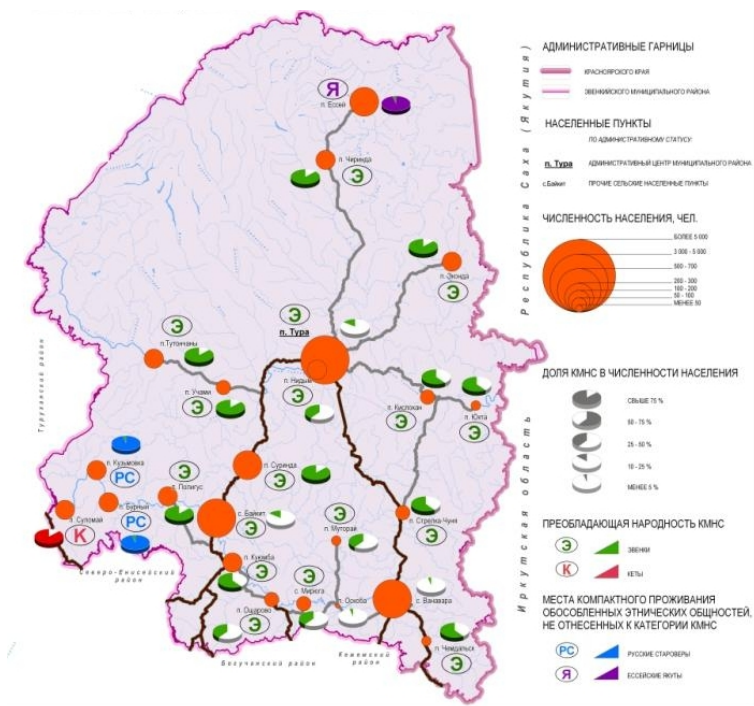 Я
п. Ессей
п. Чиринда
Э
п. Эконда
Э
Э
п. Тура
Э
п.Тутончаны
п. Учами
Э
п. Нидым
Э
п. Кислокан
Э
п. Юкта
Э
п. Кузьмовка
РС
п. Суломай
К
п. Бурный
РС
п. Полигус
Э
п. Суринда
Э
с. Байкит
Э
п. Куюмба
Э
п. Ошарово
Э
с. Мирюга
Э
п. Муторай
Э
п. Оскоба
п. Стрелка-Чуня
Э
с. Ванавара
п. Чемдальск
Э
Туруханский район
Северо-Енисейский
район
Богучанский район
Кежемский
район
Республика Саха (Якутия)
Иркутская область
АДМИНИСТРАТИВНЫЕ ГАРНИЦЫ
КРАСНОЯРСКОГО КРАЯ
ЭВЕНКИЙСКОГО МУНИЦИПАЛЬНОГО РАЙОНА
НАСЕЛЕННЫЕ ПУНКТЫ
ПО АДМИНИСТРАТИВНОМУ СТАТУСУ:
п. Тура АДМИНИСТРАТИВНЫЙ ЦЕНТР МУНИЦИПАЛЬНОГО РАЙОНА
с.Байкит ПРОЧИЕ СЕЛЬСКИЕ НАСЕЛЕННЫЕ ПУНКТЫ
ЧИСЛЕННОСТЬ НАСЕЛЕНИЯ, ЧЕЛ.
БОЛЕЕ 5 000
3 000 - 5 000
500 - 700
200 - 300
100 - 200
50 - 100
МЕНЕЕ 50
ДОЛЯ КМНС В ЧИСЛЕННОСТИ НАСЕЛЕНИЯ
СВЫШЕ 75 %
50 - 75 %
25 - 50 %
10 - 25 %
МЕНЕЕ 5 %
ПРЕОБЛАДАЮЩАЯ НАРОДНОСТЬ КМНС
Э ЭВЕНКИ
К КЕТЫ
МЕСТА КОМПАКТНОГО ПРОЖИВАНИЯ
ОБОСОБЛЕННЫХ ЭТНИЧЕСКИХ ОБЩНОСТЕЙ,
НЕ ОТНЕСЕННЫХ К КАТЕГОРИИ КМНС
РС РУССКИЕ СТАРОВЕРЫ
Я ЕССЕЙСКИЕ ЯКУТЫ